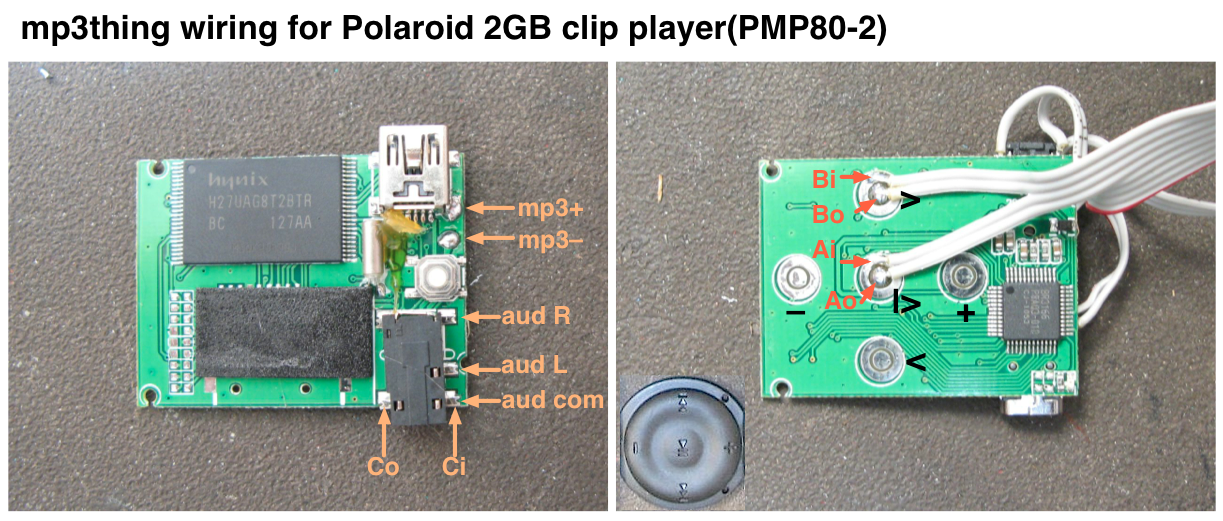 mp3thing wiring for Polaroid 2GB clip player(PMP80-2)
hynix
H27UAG8T2BTR
BC 127AA
mp3+
mp3–
aud R
aud L
aud com
Co
Ci
Bi
Bo
>
Ai
Ao
|>
–
+
<